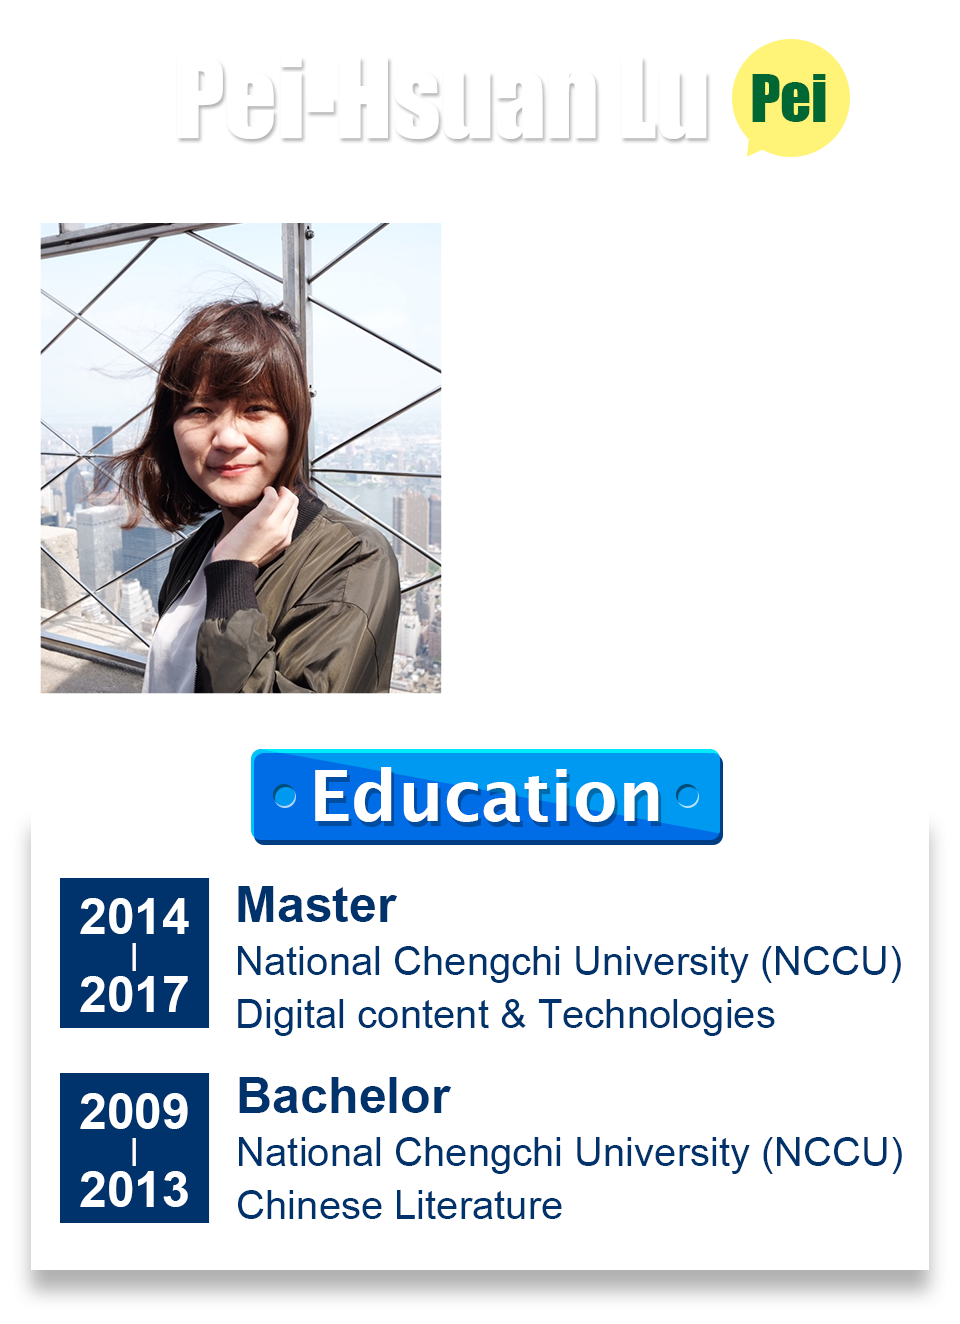 Pei-Hsuan Lu
Pei
Education
2014
2017
Master
National Chengchi University (NCCU)
Digital content & Technologies
2009
2013
Bachelor
National Chengchi University (NCCU)
Chinese Literature